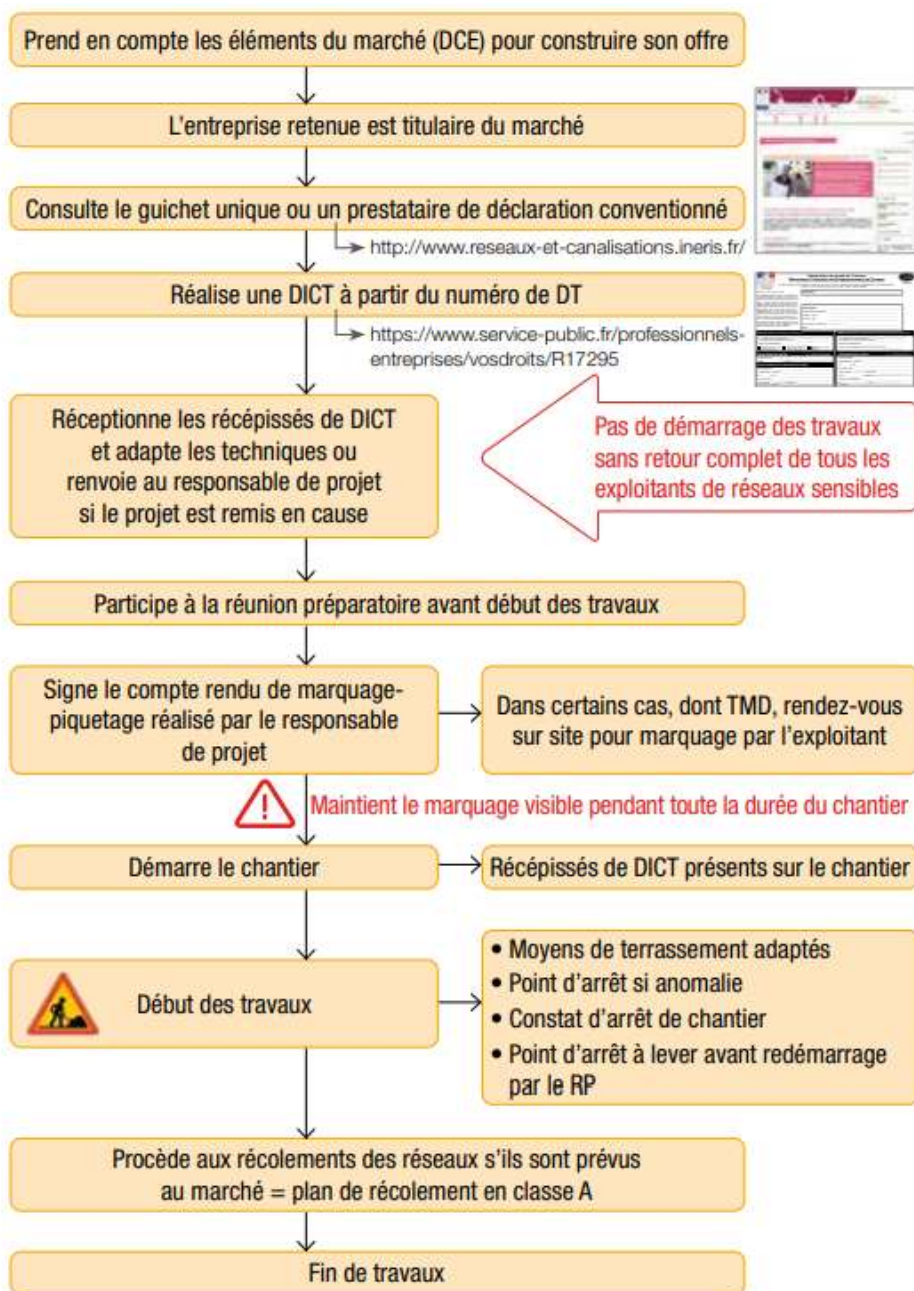 Prend en compte les éléments du marché (DCE) pour construire son offre
L'entreprise retenue est titulaire du marché
Consulte le guichet unique ou un prestataire de déclaration conventionné
http://www.reseaux-et-canalisations.ineris.fr/
Réalise une DICT à partir du numéro de DT
https://www.service-public.fr/professionnels-
entreprises/vosdroits/R17295
Réceptionne les récépissés de DICT
et adapte les techniques ou
renvoie au responsable de projet
si le projet est remis en cause
Pas de démarrage des travaux
sans retour complet de tous les
exploitants de réseaux sensibles
Participe à la réunion préparatoire avant début des travaux
Signe le compte rendu de marquage-
piquetage réalisé par le responsable
de projet
Dans certains cas, dont TMD, rendez-vous
sur site pour marquage par l'exploitant
Maintient le marquage visible pendant toute la durée du chantier
Démarre le chantier
Récépissés de DICT présents sur le chantier
Début des travaux
• Moyens de terrassement adaptés
• Point d'arrêt si anomalie
• Constat d'arrêt de chantier
• Point d'arrêt à lever avant redémarrage
par le RP
Procède aux récolements des réseaux s'ils sont prévus
au marché = plan de récolement en classe A
Fin de travaux